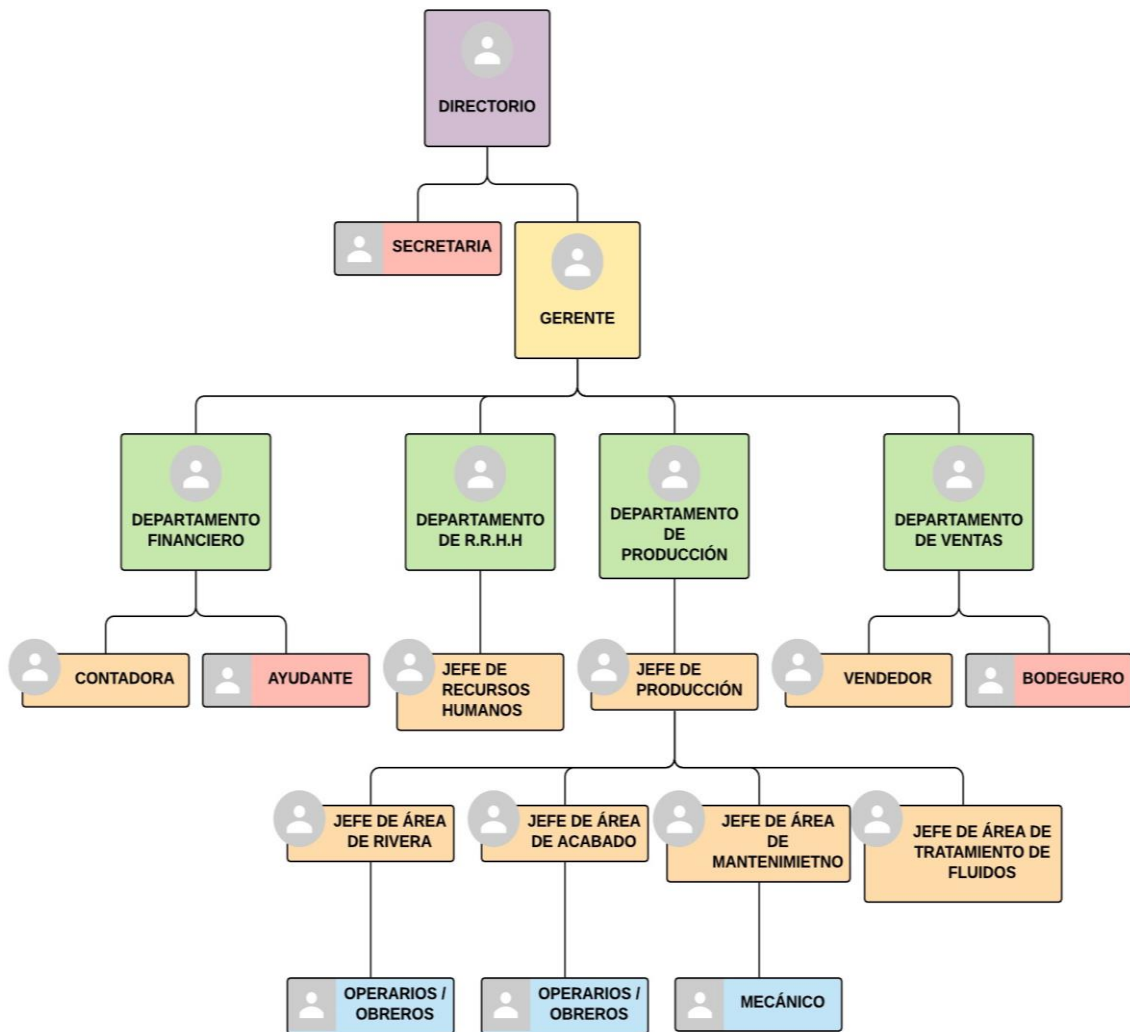 DIRECTORIO
SECRETARIA
GERENTE
DEPARTAMENTO
FINANCIERO
DEPARTAMENTO
DE R.R.H.H
DEPARTAMENTO
DE
PRODUCCIÓN
DEPARTAMENTO
DE VENTAS
CONTADORA
AYUDANTE
JEFE DE
RECURSOS
HUMANOS
JEFE DE
PRODUCCIÓN
VENDEDOR
BODEGUERO
JEFE DE ÁREA
DE RIVERA
JEFE DE ÁREA
DE ACABADO
JEFE DE ÁREA
DE
MANTENIMIETNO
JEFE DE ÁREA DE
TRATAMIENTO DE
FLUIDOS
OPERARIOS /
OBREROS
OPERARIOS /
OBREROS
MECÁNICO